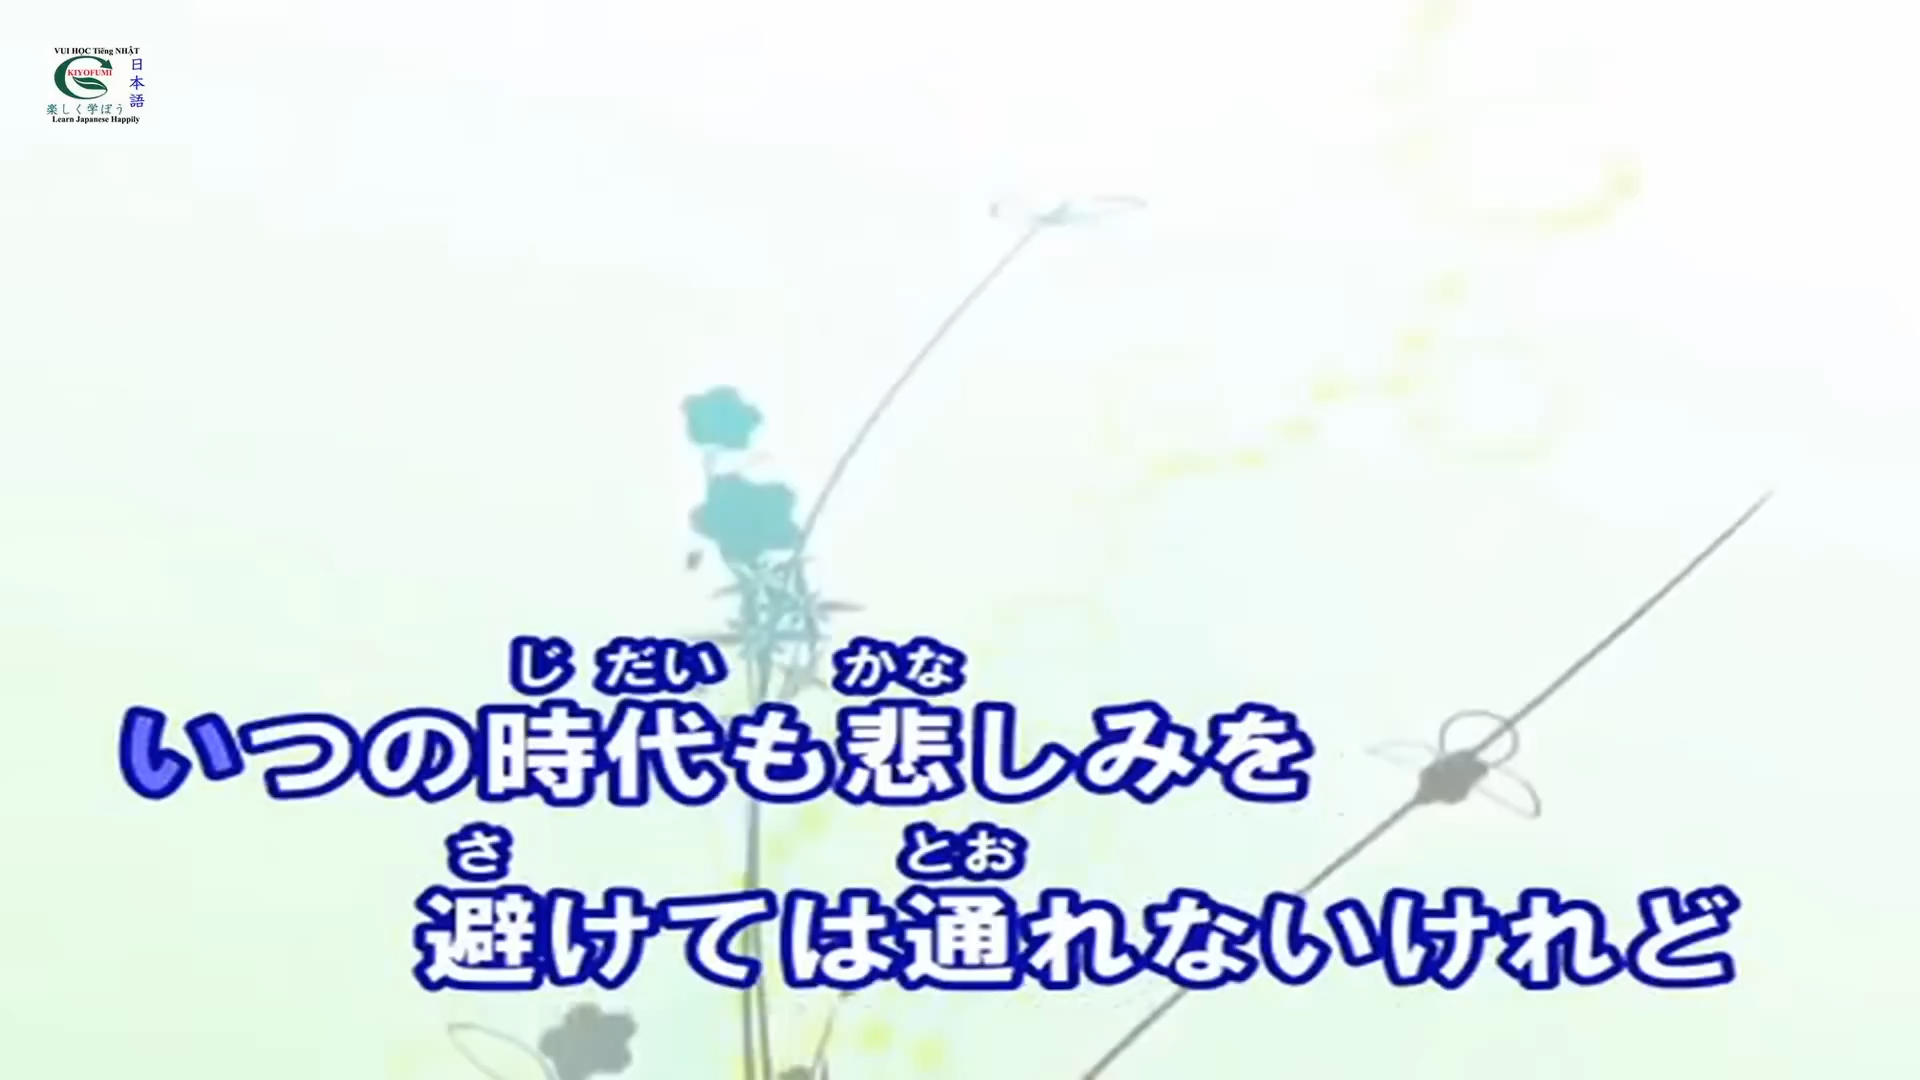 VUI HỌC Tiếng NHẬT
KIYOFUMI
日本語
楽しく学ぼう
Learn Japanese Happily
じだい かな
いつの時代も悲しみを
さ とお
避けては通れないけれど